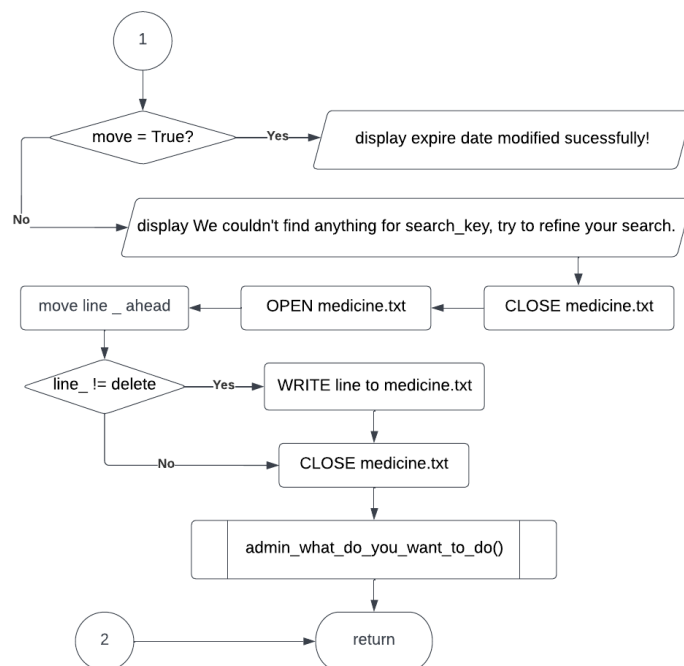 1
move = True?
Yes
display expire date modified sucessfully!
No
display We couldn't find anything for search_key, try to refine your search.
move line _ ahead
OPEN medicine.txt
CLOSE medicine.txt
line_ != delete
Yes
WRITE line to medicine.txt
No
CLOSE medicine.txt
admin_what_do_you_want_to_do()
2
return